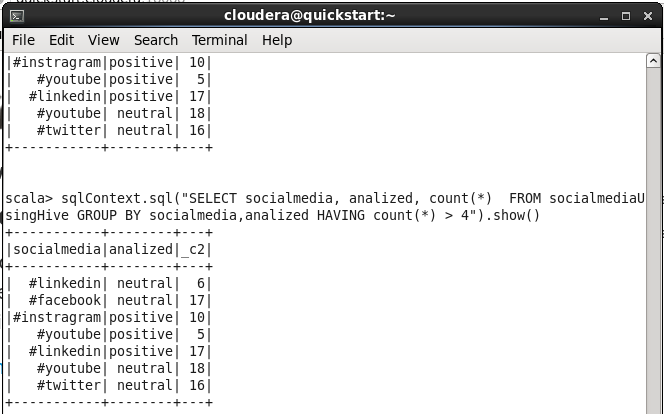 cloudera@quickstart:~
File Edit View Search Terminal Help
|#instragram|positive| 10|
|   #youtube|positive|  5|
|  #linkedin|positive| 17|
|   #youtube| neutral| 18|
|   #twitter| neutral| 16|
+-----------+--------+---+
scala> sqlContext.sql("SELECT socialmedia, analized, count(*)  FROM socialmediaU
singHive GROUP BY socialmedia,analized HAVING count(*) > 4").show()
+-----------+--------+---+
|socialmedia|analized|_c2|
+-----------+--------+---+
|  #linkedin| neutral|  6|
|  #facebook| neutral| 17|
|#instragram|positive| 10|
|   #youtube|positive|  5|
|  #linkedin|positive| 17|
|   #youtube| neutral| 18|
|   #twitter| neutral| 16|
+-----------+--------+---+